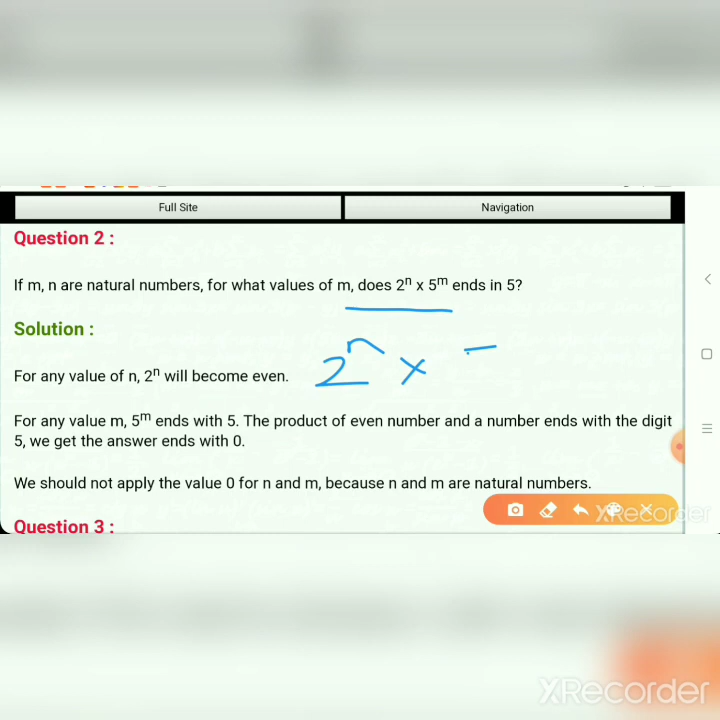 Full Site Navigation
Question 2 :
If m, n are natural numbers, for what values of m, does 2ⁿ x 5ᵐ ends in 5?
Solution :
2ⁿ ×
For any value of n, 2ⁿ will become even.
For any value m, 5ᵐ ends with 5. The product of even number and a number ends with the digit
5, we get the answer ends with 0.
We should not apply the value 0 for n and m, because n and m are natural numbers.
XRecorder
Question 3 :
XRecorder